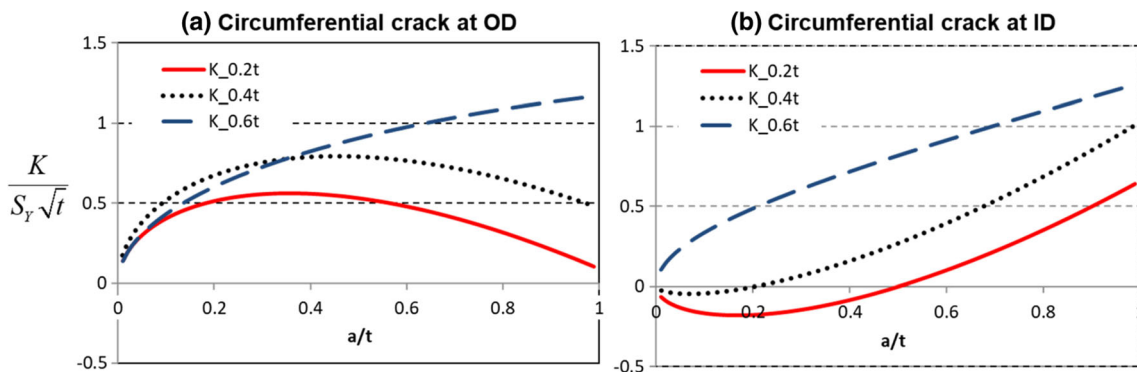 (a) Circumferential crack at OD
1.5
K_0.2t
K_0.4t
K_0.6t
1
K / S_Y √t
0.5
0
0 0.2 0.4 0.6 0.8 1
a/t
-0.5
(b) Circumferential crack at ID
1.5
K_0.2t
K_0.4t
K_0.6t
1
0.5
0
0 0.2 0.4 0.6 0.8
a/t
-0.5